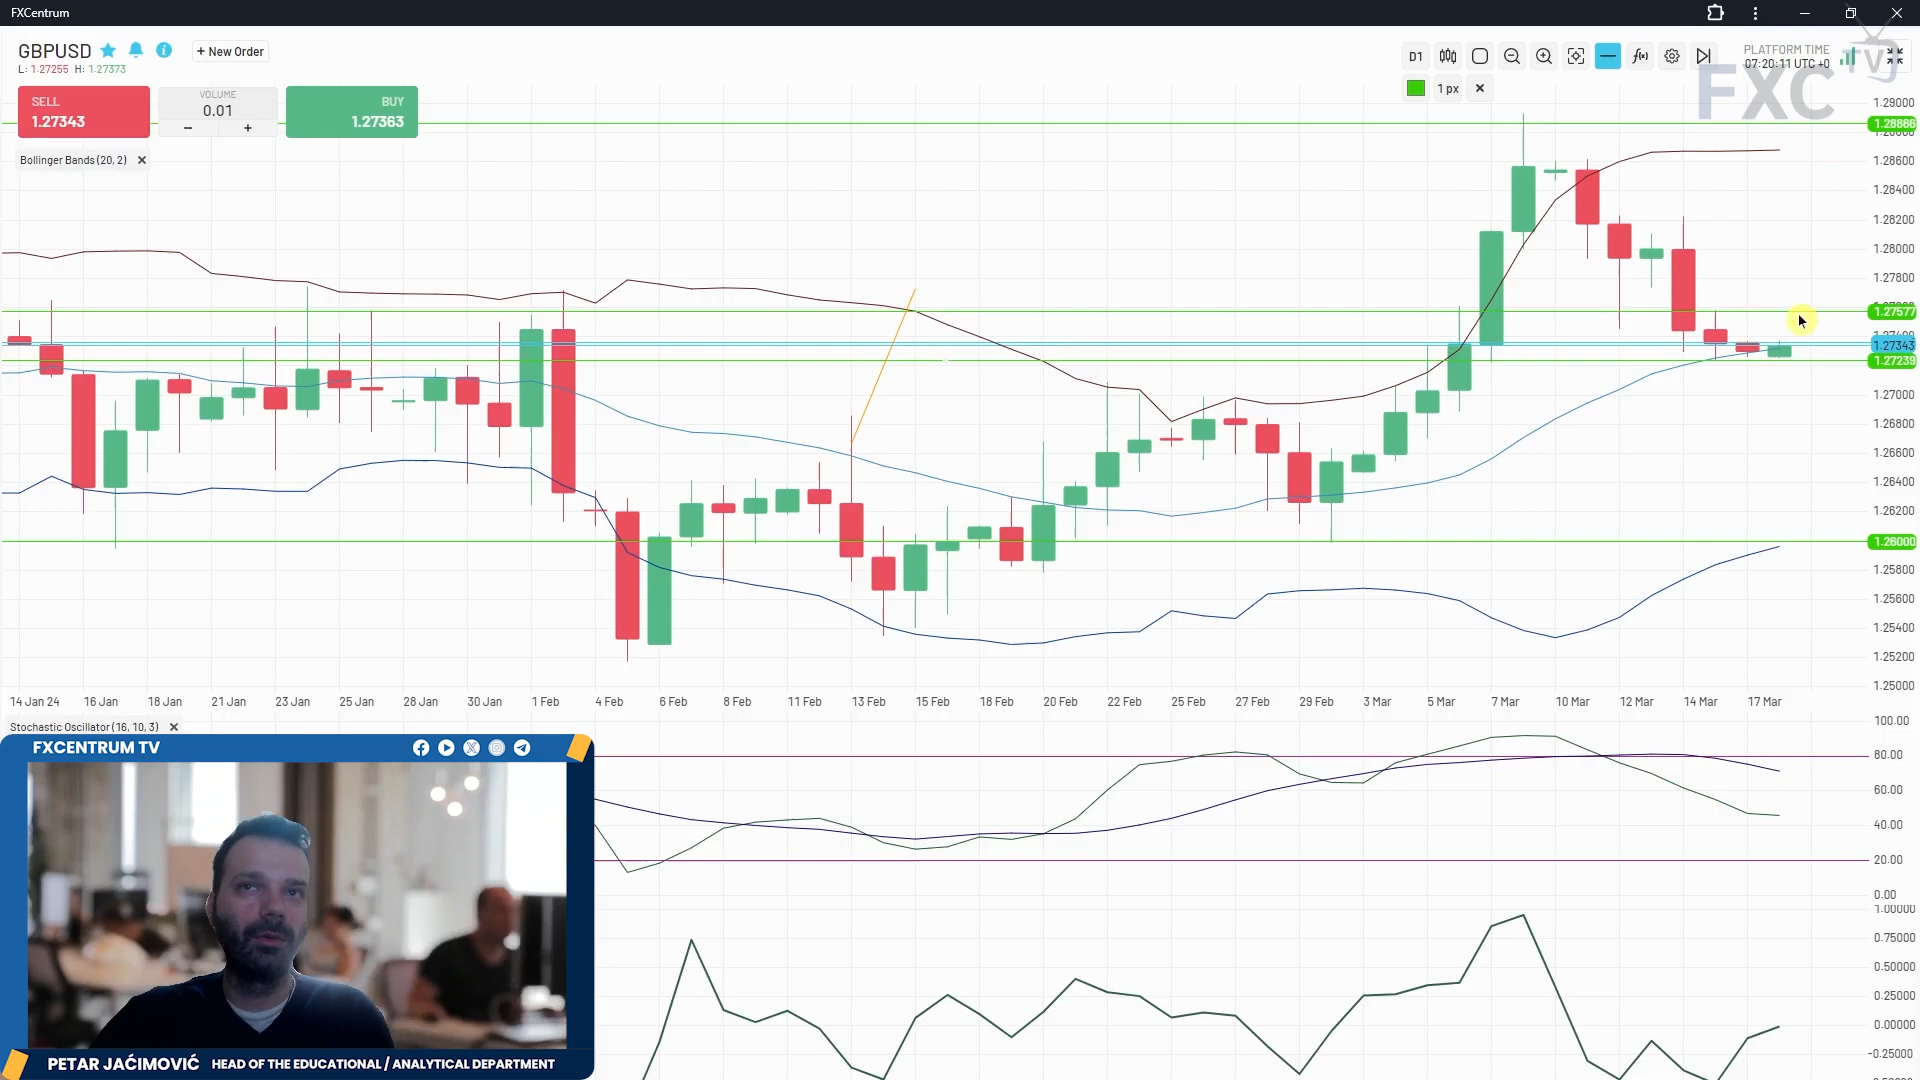 FXCentrum
GBPUSD
+ New Order
L: 1.27255 H: 1.27373
SELL
1.27343
VOLUME
0.01
− +
BUY
1.27363
Bollinger Bands (20, 2) ×
D1
f(x)
PLATFORM TIME
07:20:11 UTC +0
1 px ×
FXC TV
1.29000
1.28866
1.28600
1.28400
1.28200
1.28000
1.27800
1.27577
1.27343
1.27239
1.27000
1.26800
1.26600
1.26400
1.26200
1.26000
1.25800
1.25600
1.25400
1.25200
1.25000
14 Jan 24 16 Jan 18 Jan 21 Jan 23 Jan 25 Jan 28 Jan 30 Jan 1 Feb 4 Feb 6 Feb 8 Feb 11 Feb 13 Feb 15 Feb 18 Feb 20 Feb 22 Feb 25 Feb 27 Feb 29 Feb 3 Mar 5 Mar 7 Mar 10 Mar 12 Mar 14 Mar 17 Mar
Stochastic Oscillator (16, 10, 3) ×
100.00
80.00
60.00
40.00
20.00
0.00
1.00000
0.75000
0.50000
0.25000
0.00000
-0.25000
FXCENTRUM TV
PETAR JAĆIMOVIĆ HEAD OF THE EDUCATIONAL / ANALYTICAL DEPARTMENT